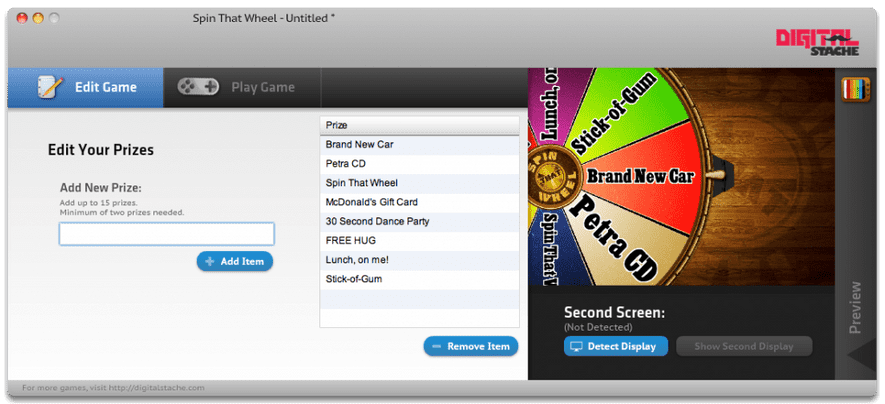 Spin That Wheel - Untitled *
DIGITAL
STACHE
Edit Game
Play Game
Edit Your Prizes
Add New Prize:
Add up to 15 prizes.
Minimum of two prizes needed.
Add Item
Prize
Brand New Car
Petra CD
Spin That Wheel
McDonald's Gift Card
30 Second Dance Party
FREE HUG
Lunch, on me!
Stick-of-Gum
Remove Item
Lunch, on
Stick-of-Gum
Brand New Car
Petra CD
Spin That
SPIN
THAT
WHEEL
Second Screen:
(Not Detected)
Detect Display
Show Second Display
Preview
For more games, visit http://digitalstache.com